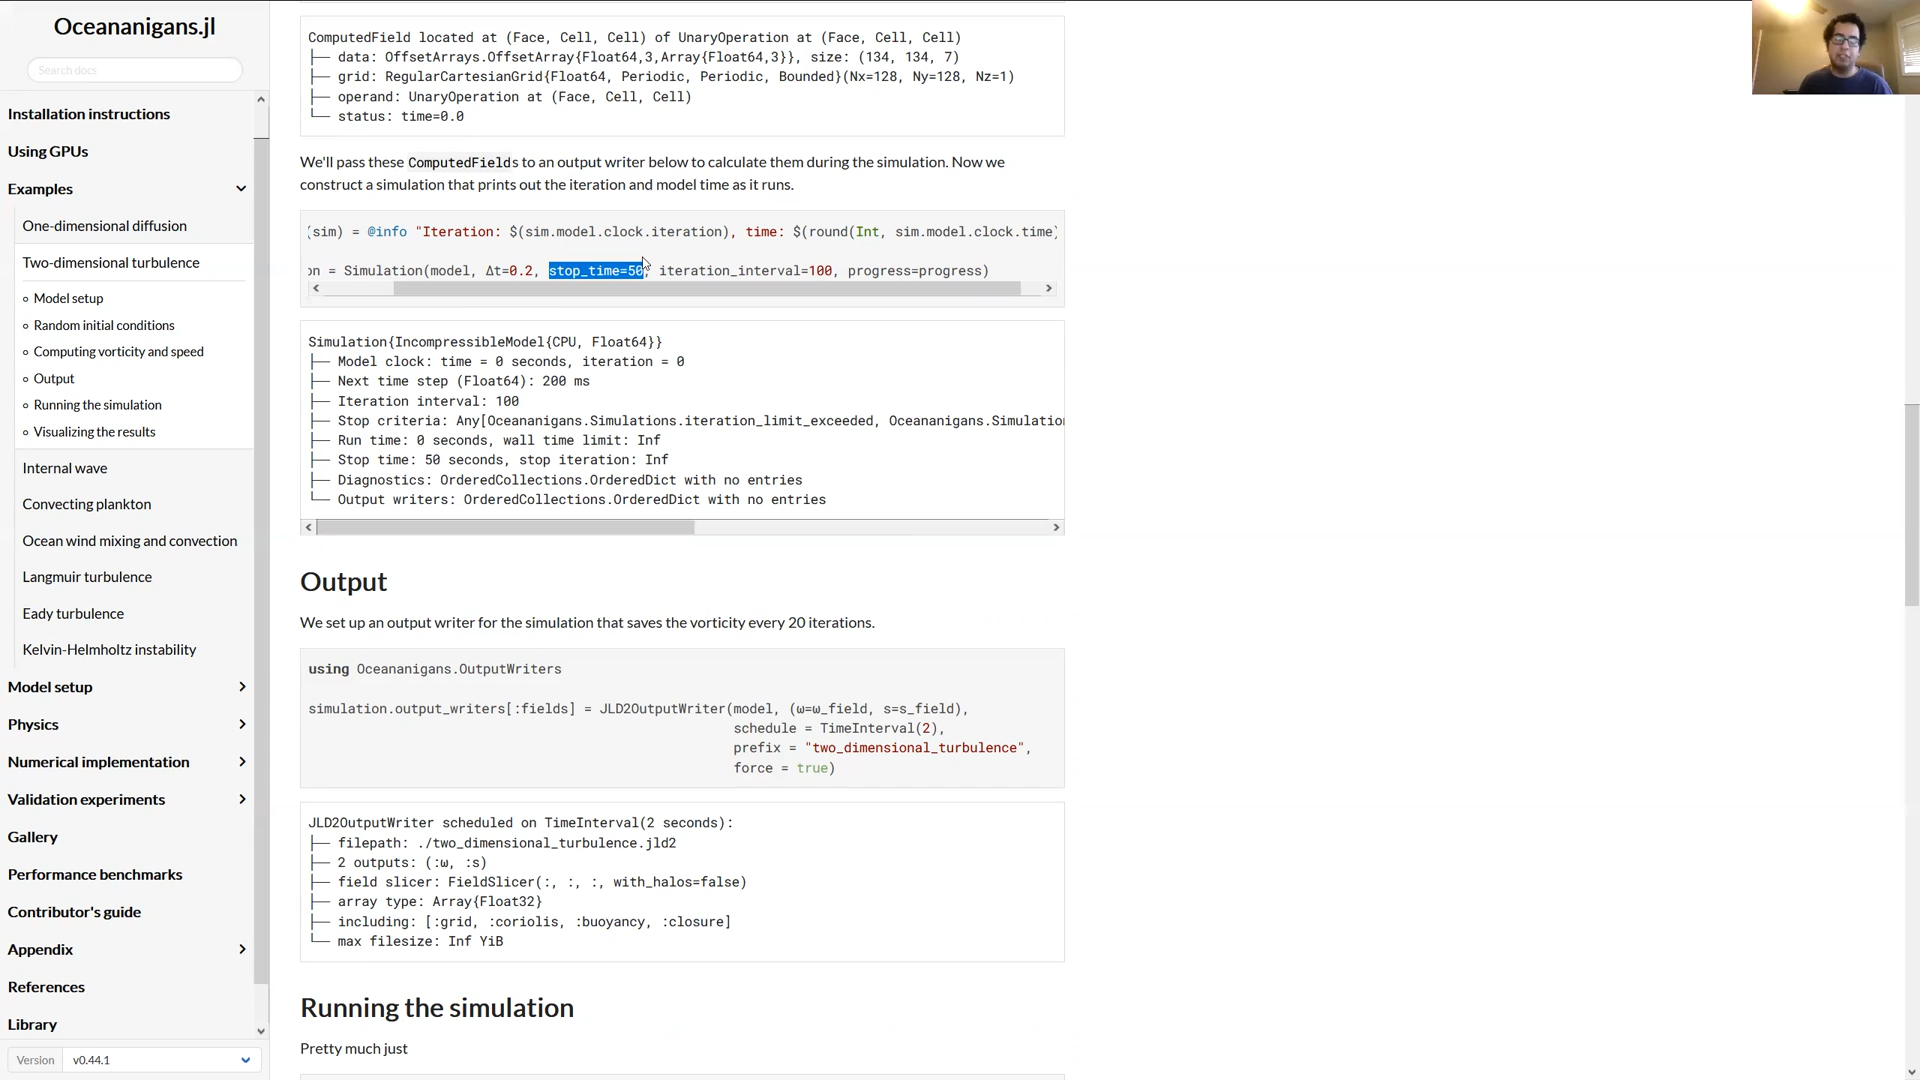 Oceananigans.jl
Search docs
Installation instructions
Using GPUs
Examples
One-dimensional diffusion
Two-dimensional turbulence
Model setup
Random initial conditions
Computing vorticity and speed
Output
Running the simulation
Visualizing the results
Internal wave
Convecting plankton
Ocean wind mixing and convection
Langmuir turbulence
Eady turbulence
Kelvin-Helmholtz instability
Model setup
Physics
Numerical implementation
Validation experiments
Gallery
Performance benchmarks
Contributor's guide
Appendix
References
Library
Version v0.44.1
ComputedField located at (Face, Cell, Cell) of UnaryOperation at (Face, Cell, Cell)
├── data: OffsetArrays.OffsetArray{Float64,3,Array{Float64,3}}, size: (134, 134, 7)
├── grid: RegularCartesianGrid{Float64, Periodic, Periodic, Bounded}(Nx=128, Ny=128, Nz=1)
├── operand: UnaryOperation at (Face, Cell, Cell)
└── status: time=0.0
We'll pass these ComputedFields to an output writer below to calculate them during the simulation. Now we
construct a simulation that prints out the iteration and model time as it runs.
(sim) = @info "Iteration: $(sim.model.clock.iteration), time: $(round(Int, sim.model.clock.time)
on = Simulation(model, Δt=0.2, stop_time=50, iteration_interval=100, progress=progress)
Simulation{IncompressibleModel{CPU, Float64}}
├── Model clock: time = 0 seconds, iteration = 0
├── Next time step (Float64): 200 ms
├── Iteration interval: 100
├── Stop criteria: Any[Oceananigans.Simulations.iteration_limit_exceeded, Oceananigans.Simulatio
├── Run time: 0 seconds, wall time limit: Inf
├── Stop time: 50 seconds, stop iteration: Inf
├── Diagnostics: OrderedCollections.OrderedDict with no entries
└── Output writers: OrderedCollections.OrderedDict with no entries
Output
We set up an output writer for the simulation that saves the vorticity every 20 iterations.
using Oceananigans.OutputWriters
simulation.output_writers[:fields] = JLD2OutputWriter(model, (ω=ω_field, s=s_field),
schedule = TimeInterval(2),
prefix = "two_dimensional_turbulence",
force = true)
JLD2OutputWriter scheduled on TimeInterval(2 seconds):
├── filepath: ./two_dimensional_turbulence.jld2
├── 2 outputs: (:ω, :s)
├── field slicer: FieldSlicer(:, :, :, with_halos=false)
├── array type: Array{Float32}
├── including: [:grid, :coriolis, :buoyancy, :closure]
└── max filesize: Inf YiB
Running the simulation
Pretty much just